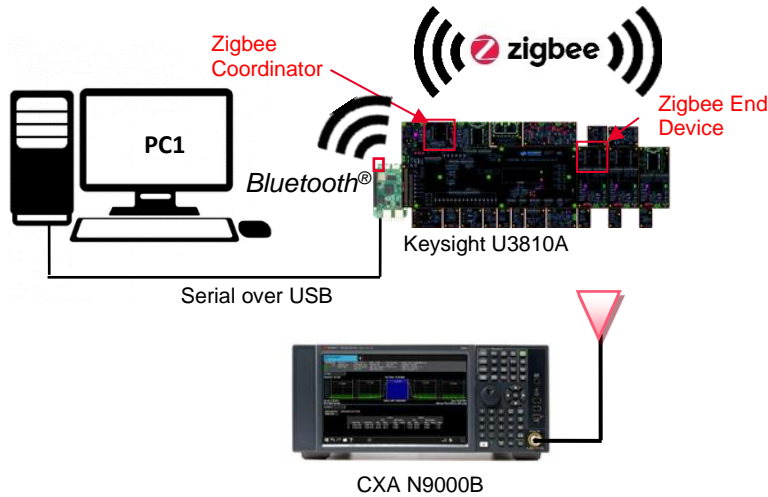 Zigbee
Coordinator
zigbee
Zigbee End
Device
PC1
Bluetooth®
Keysight U3810A
Serial over USB
CXA N9000B